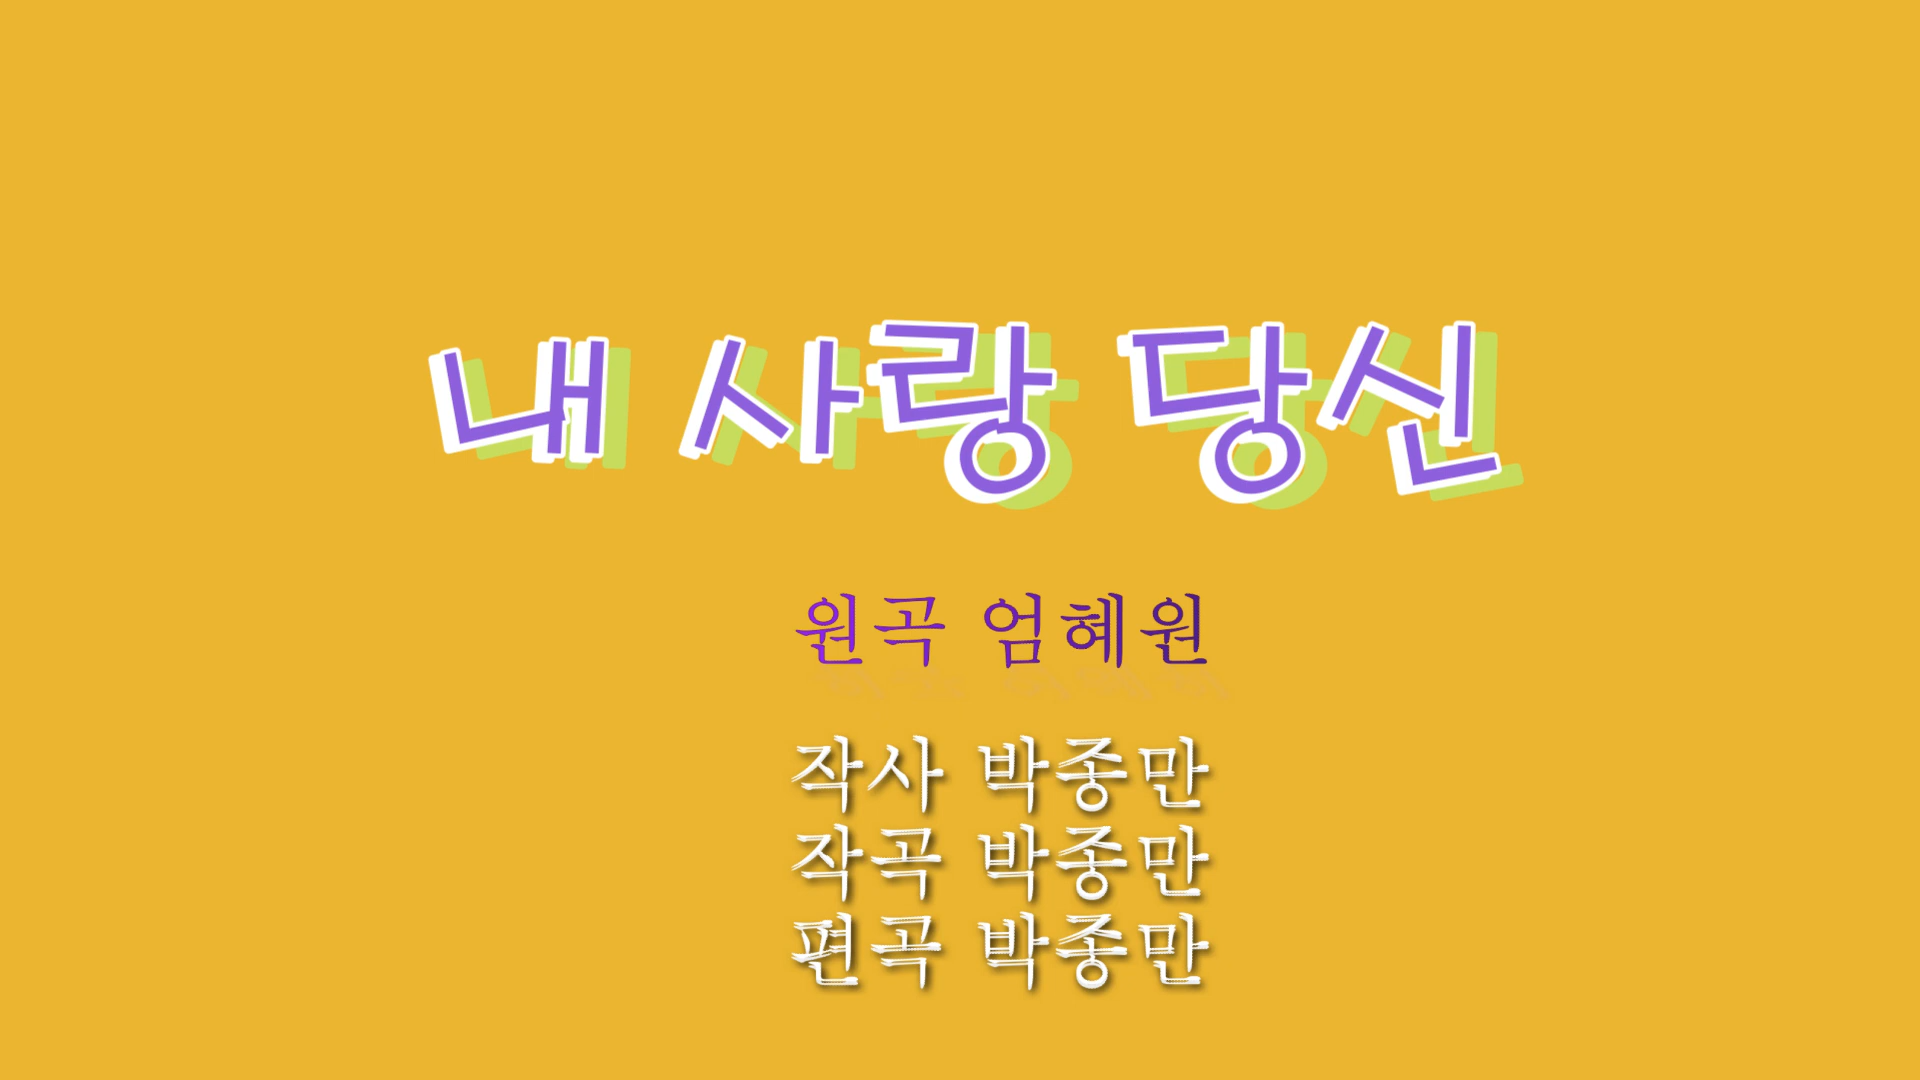 내 사랑 당신
원곡 엄혜원
작사 박종만
작곡 박종만
편곡 박종만